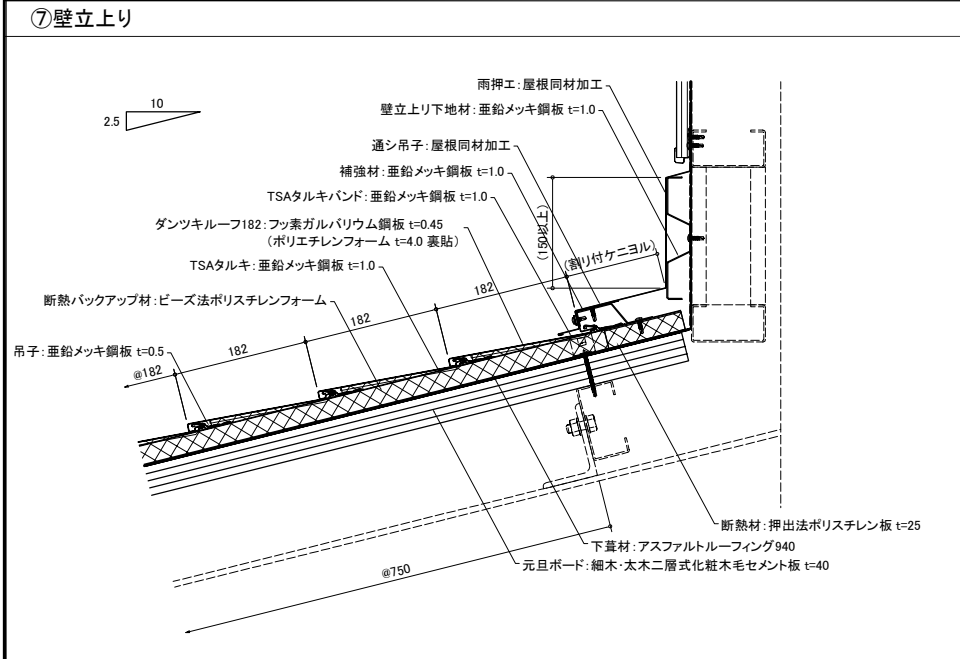 ⑦壁立上り
10
2.5
雨押エ:屋根同材加工
壁立上り下地材:亜鉛メッキ鋼板 t=1.0
通シ吊子:屋根同材加工
補強材:亜鉛メッキ鋼板 t=1.0
TSAタルキバンド:亜鉛メッキ鋼板 t=1.0
ダンツキルーフ182:フッ素ガルバリウム鋼板 t=0.45
(ポリエチレンフォーム t=4.0 裏貼)
TSAタルキ:亜鉛メッキ鋼板 t=1.0
断熱バックアップ材:ビーズ法ポリスチレンフォーム
吊子:亜鉛メッキ鋼板 t=0.5
(150以上)
(割り付ケニヨル)
182
182
182
@182
断熱材:押出法ポリスチレン板 t=25
下葺材:アスファルトルーフィング940
元旦ボード:細木・太木二層式化粧木毛セメント板 t=40
@750